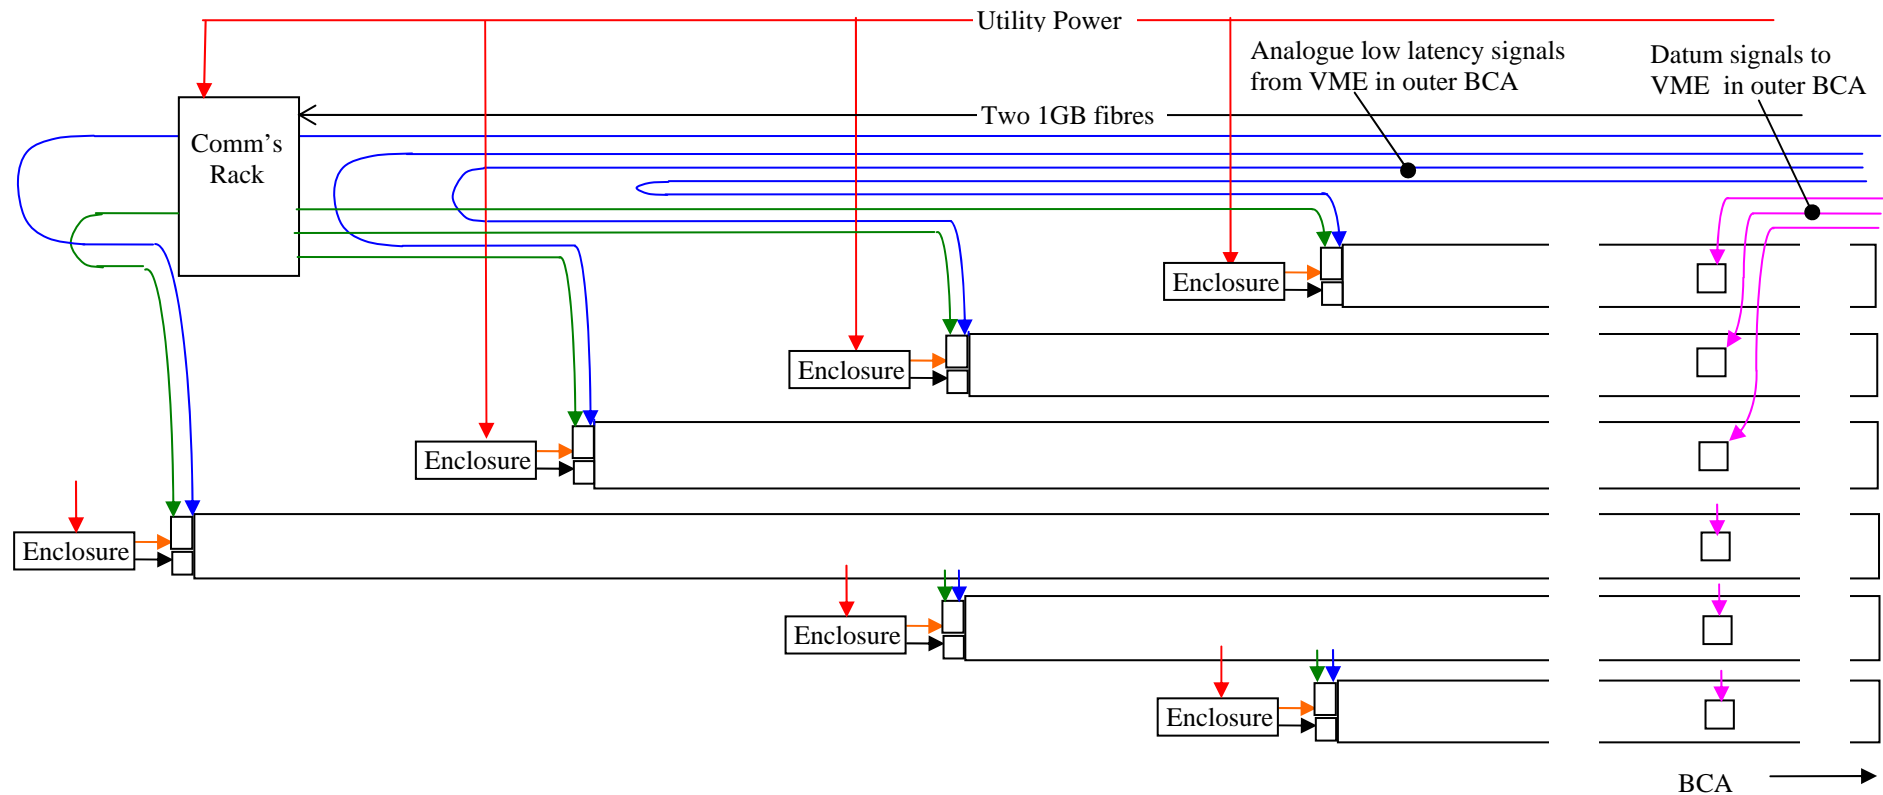 Utility Power
Analogue low latency signals
from VME in outer BCA
Datum signals to
VME in outer BCA
Two 1GB fibres
Comm's
Rack
Enclosure
Enclosure
Enclosure
Enclosure
Enclosure
Enclosure
BCA